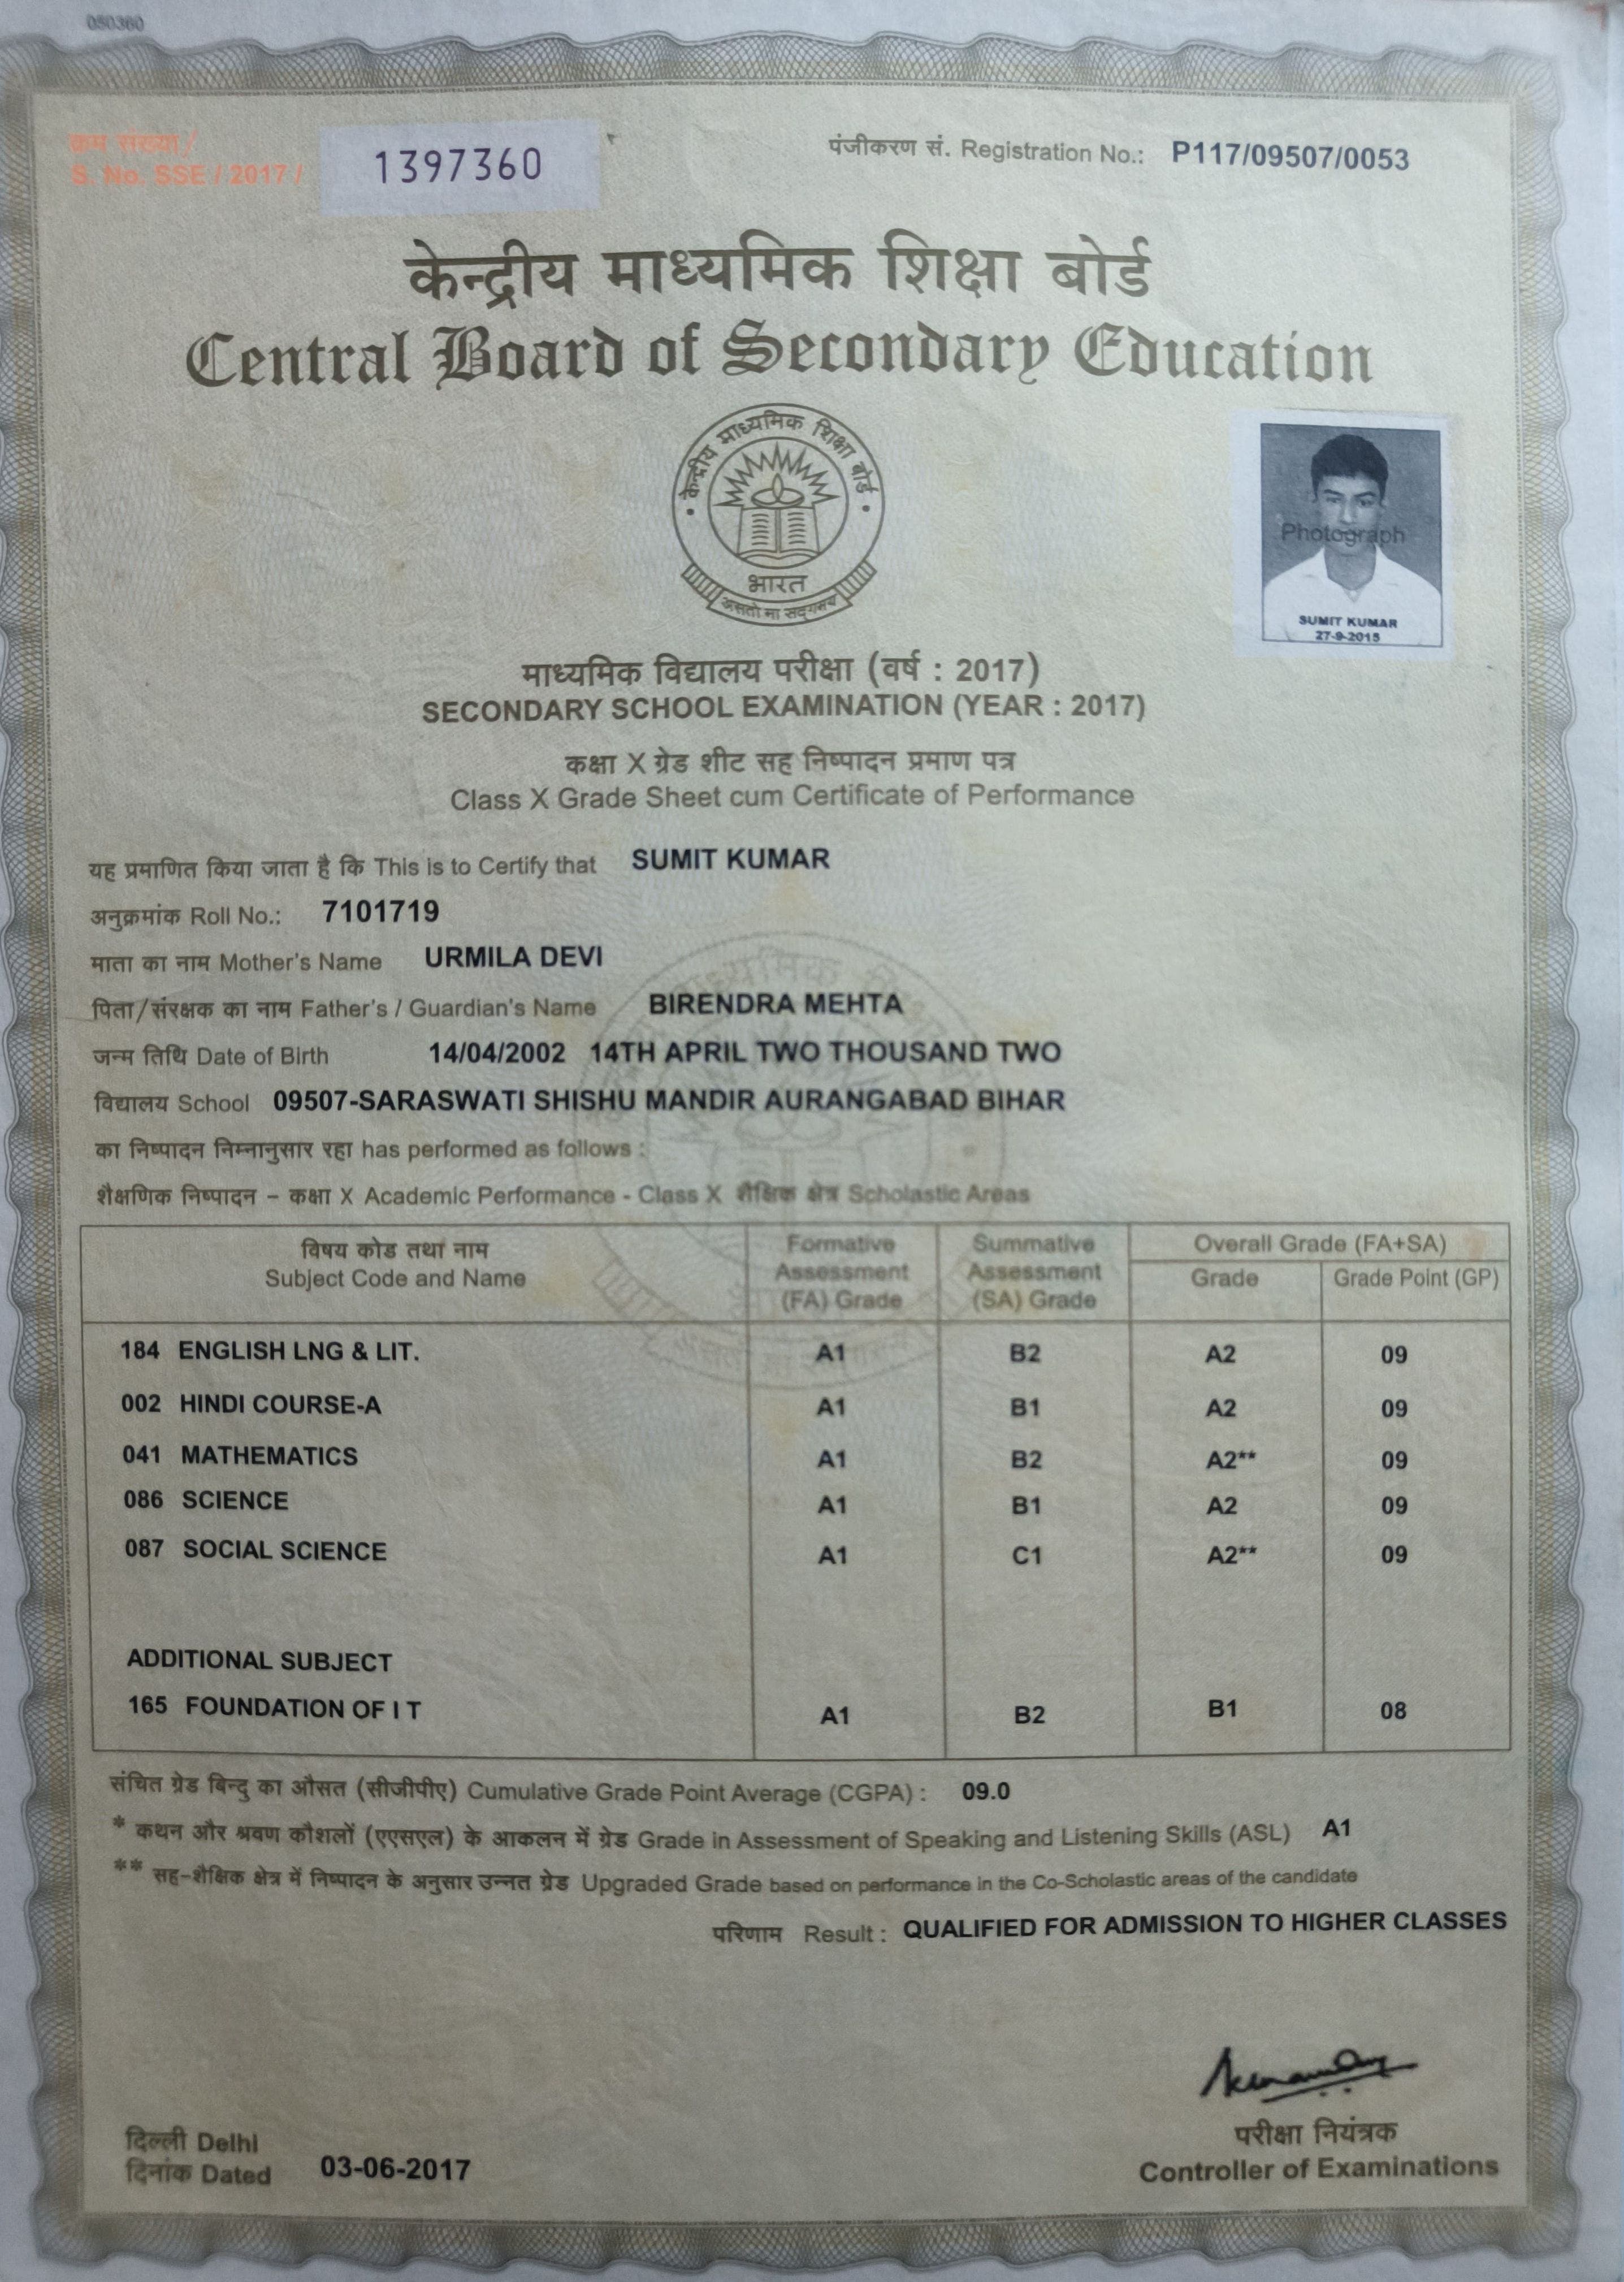 050360
क्रम संख्या/
S. No. SSE / 2017 / 1397360
पंजीकरण सं. Registration No.: P117/09507/0053
केन्द्रीय माध्यमिक शिक्षा बोर्ड
Central Board of Secondary Education
केन्द्रीय माध्यमिक शिक्षा बोर्ड
भारत
असतो मा सद्गमय
Photograph
SUMIT KUMAR
27-9-2015
माध्यमिक विद्यालय परीक्षा (वर्ष : 2017)
SECONDARY SCHOOL EXAMINATION (YEAR : 2017)
कक्षा X ग्रेड शीट सह निष्पादन प्रमाण पत्र
Class X Grade Sheet cum Certificate of Performance
यह प्रमाणित किया जाता है कि This is to Certify that SUMIT KUMAR
अनुक्रमांक Roll No.: 7101719
माता का नाम Mother's Name URMILA DEVI
पिता/संरक्षक का नाम Father's / Guardian's Name BIRENDRA MEHTA
जन्म तिथि Date of Birth 14/04/2002 14TH APRIL TWO THOUSAND TWO
विद्यालय School 09507-SARASWATI SHISHU MANDIR AURANGABAD BIHAR
का निष्पादन निम्नानुसार रहा has performed as follows :
शैक्षणिक निष्पादन – कक्षा X Academic Performance - Class X शैक्षिक क्षेत्र Scholastic Areas
विषय कोड तथा नाम
Subject Code and Name
Formative
Assessment
(FA) Grade
Summative
Assessment
(SA) Grade
Overall Grade (FA+SA)
Grade Grade Point (GP)
184 ENGLISH LNG & LIT. A1 B2 A2 09
002 HINDI COURSE-A A1 B1 A2 09
041 MATHEMATICS A1 B2 A2** 09
086 SCIENCE A1 B1 A2 09
087 SOCIAL SCIENCE A1 C1 A2** 09
ADDITIONAL SUBJECT
165 FOUNDATION OF I T A1 B2 B1 08
संचित ग्रेड बिन्दु का औसत (सीजीपीए) Cumulative Grade Point Average (CGPA) : 09.0
* कथन और श्रवण कौशलों (एएसएल) के आकलन में ग्रेड Grade in Assessment of Speaking and Listening Skills (ASL) A1
** सह-शैक्षिक क्षेत्र में निष्पादन के अनुसार उन्नत ग्रेड Upgraded Grade based on performance in the Co-Scholastic areas of the candidate
परिणाम Result : QUALIFIED FOR ADMISSION TO HIGHER CLASSES
परीक्षा नियंत्रक
Controller of Examinations
दिल्ली Delhi
दिनांक Dated 03-06-2017